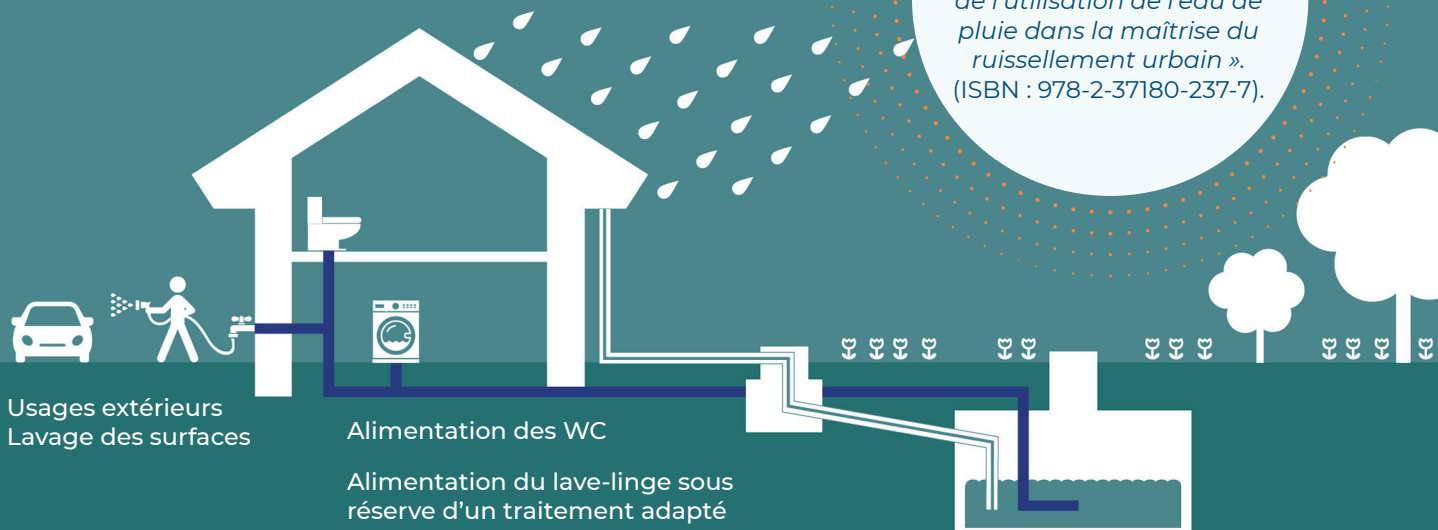 de l'utilisation de l'eau de
pluie dans la maîtrise du
ruissellement urbain ».
(ISBN : 978-2-37180-237-7).
Usages extérieurs
Lavage des surfaces
Alimentation des WC
Alimentation du lave-linge sous
réserve d'un traitement adapté